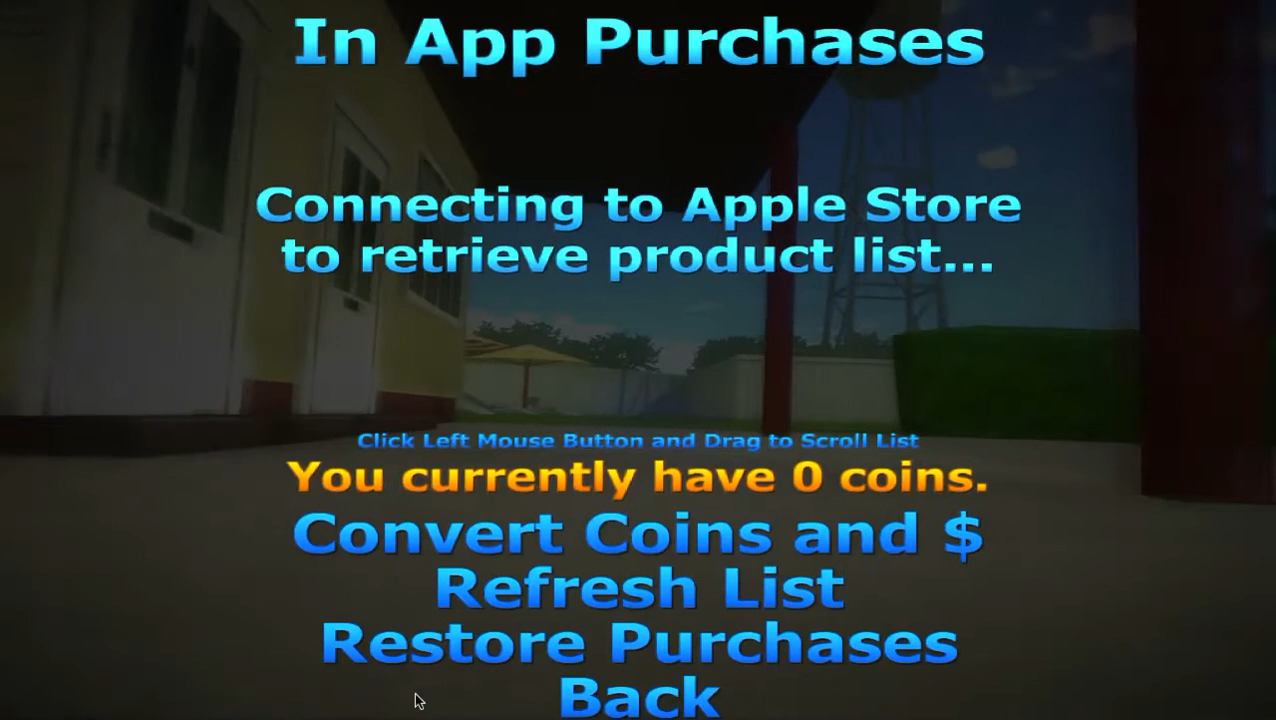 In App Purchases
Connecting to Apple Store
to retrieve product list...
Click Left Mouse Button and Drag to Scroll List
You currently have 0 coins.
Convert Coins and $
Refresh List
Restore Purchases
Back